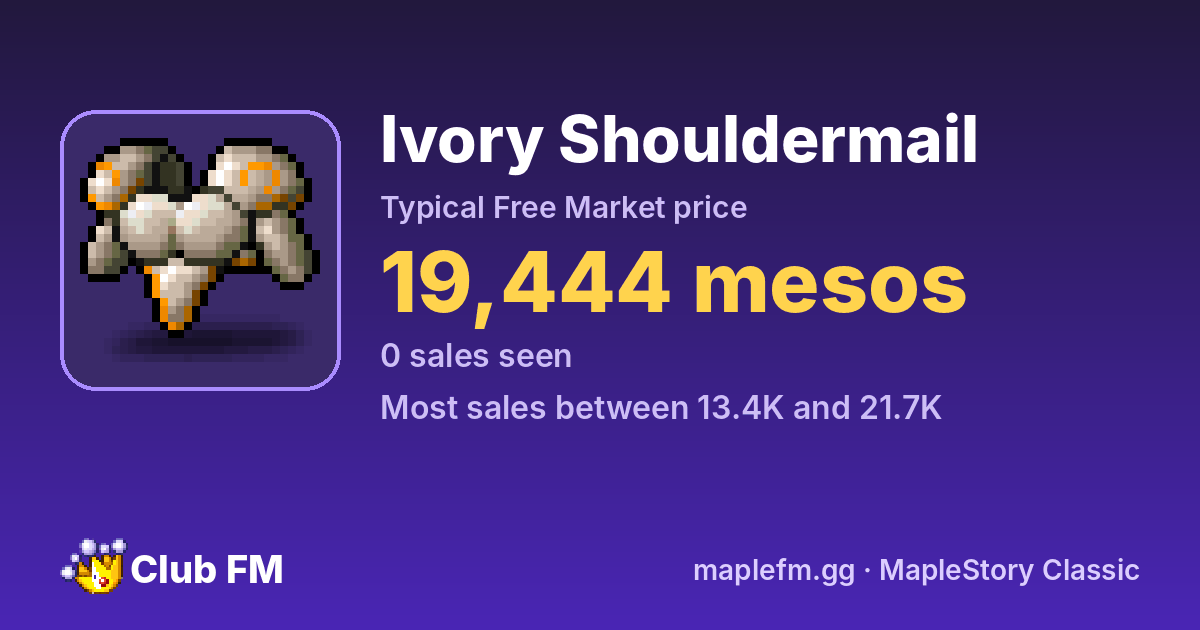 Ivory Shouldermail
Typical Free Market price
19,444 mesos
0 sales seen
Most sales between 13.4K and 21.7K
Club FM
maplefm.gg · MapleStory Classic